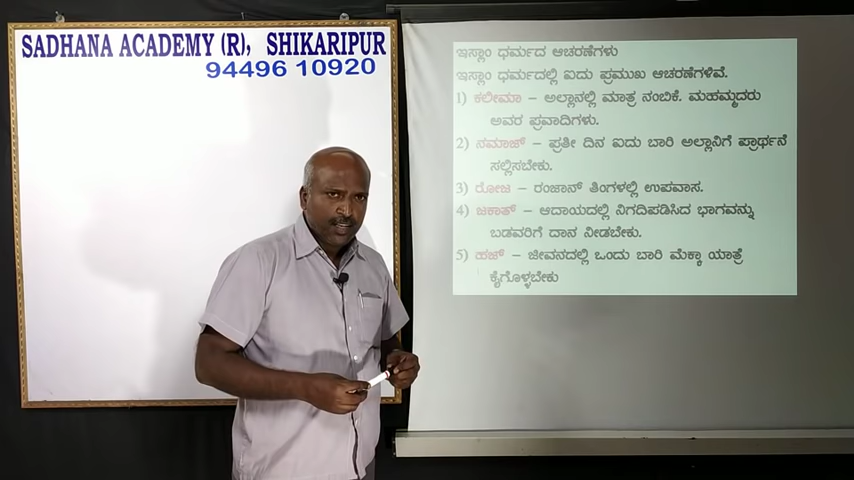 SADHANA ACADEMY (R), SHIKARIPUR
94496 10920
ಇಸ್ಲಾಂ ಧರ್ಮದ ಆಚರಣೆಗಳು
ಇಸ್ಲಾಂ ಧರ್ಮದಲ್ಲಿ ಐದು ಪ್ರಮುಖ ಆಚರಣೆಗಳಿವೆ.
1) ಕಲೀಮಾ – ಅಲ್ಲಾನಲ್ಲಿ ಮಾತ್ರ ನಂಬಿಕೆ. ಮಹಮ್ಮದರು
ಅವರ ಪ್ರವಾದಿಗಳು.
2) ನಮಾಜ್ – ಪ್ರತೀ ದಿನ ಐದು ಬಾರಿ ಅಲ್ಲಾನಿಗೆ ಪ್ರಾರ್ಥನೆ
ಸಲ್ಲಿಸಬೇಕು.
3) ರೋಜ – ರಂಜಾನ್ ತಿಂಗಳಲ್ಲಿ ಉಪವಾಸ.
4) ಜಕಾತ್ – ಆದಾಯದಲ್ಲಿ ನಿಗದಿಪಡಿಸಿದ ಭಾಗವನ್ನು
ಬಡವರಿಗೆ ದಾನ ನೀಡಬೇಕು.
5) ಹಜ್ – ಜೀವನದಲ್ಲಿ ಒಂದು ಬಾರಿ ಮೆಕ್ಕಾ ಯಾತ್ರೆ
ಕೈಗೊಳ್ಳಬೇಕು